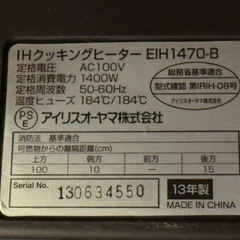 IHクッキングヒーター EIH1470-B
定格電圧 AC100V
定格消費電力 1400W
定格周波数 50-60Hz
温度ヒューズ 184℃/184℃
総務省基準適合
型式確認 第IRIH-08号
アイリスオーヤマ
PSE アイリスオーヤマ株式会社
消防法 基準適合
可燃物からの離隔距離(cm)
上方 側方 前方 後方
100 10 － 15
Serial No. 130634550
13年製
MADE IN CHINA